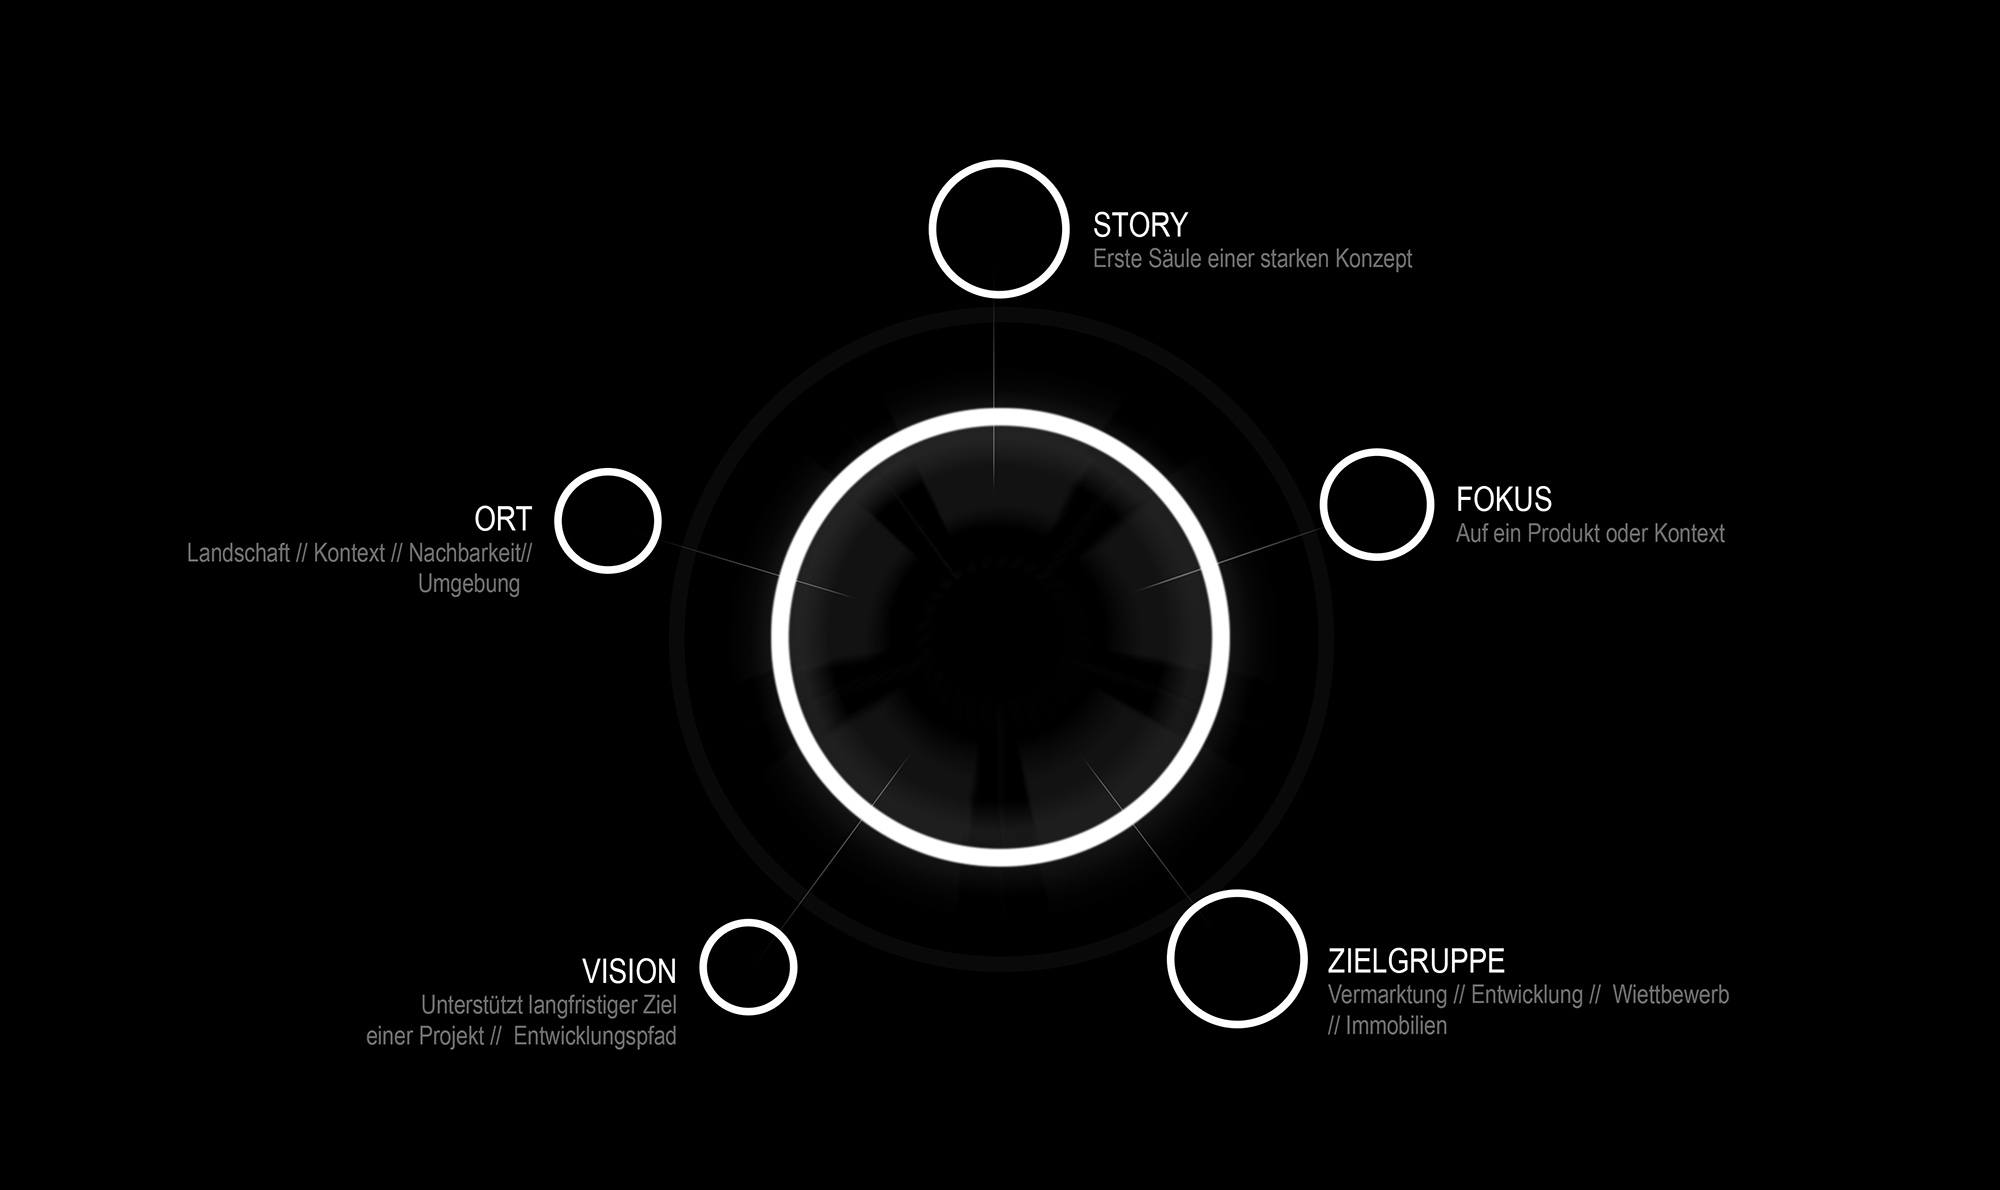 STORY
Erste Säule einer starken Konzept
FOKUS
Auf ein Produkt oder Kontext
ORT
Landschaft // Kontext // Nachbarkeit//
Umgebung
ZIELGRUPPE
Vermarktung // Entwicklung // Wiettbewerb
// Immobilien
VISION
Unterstützt langfristiger Ziel
einer Projekt // Entwicklungspfad